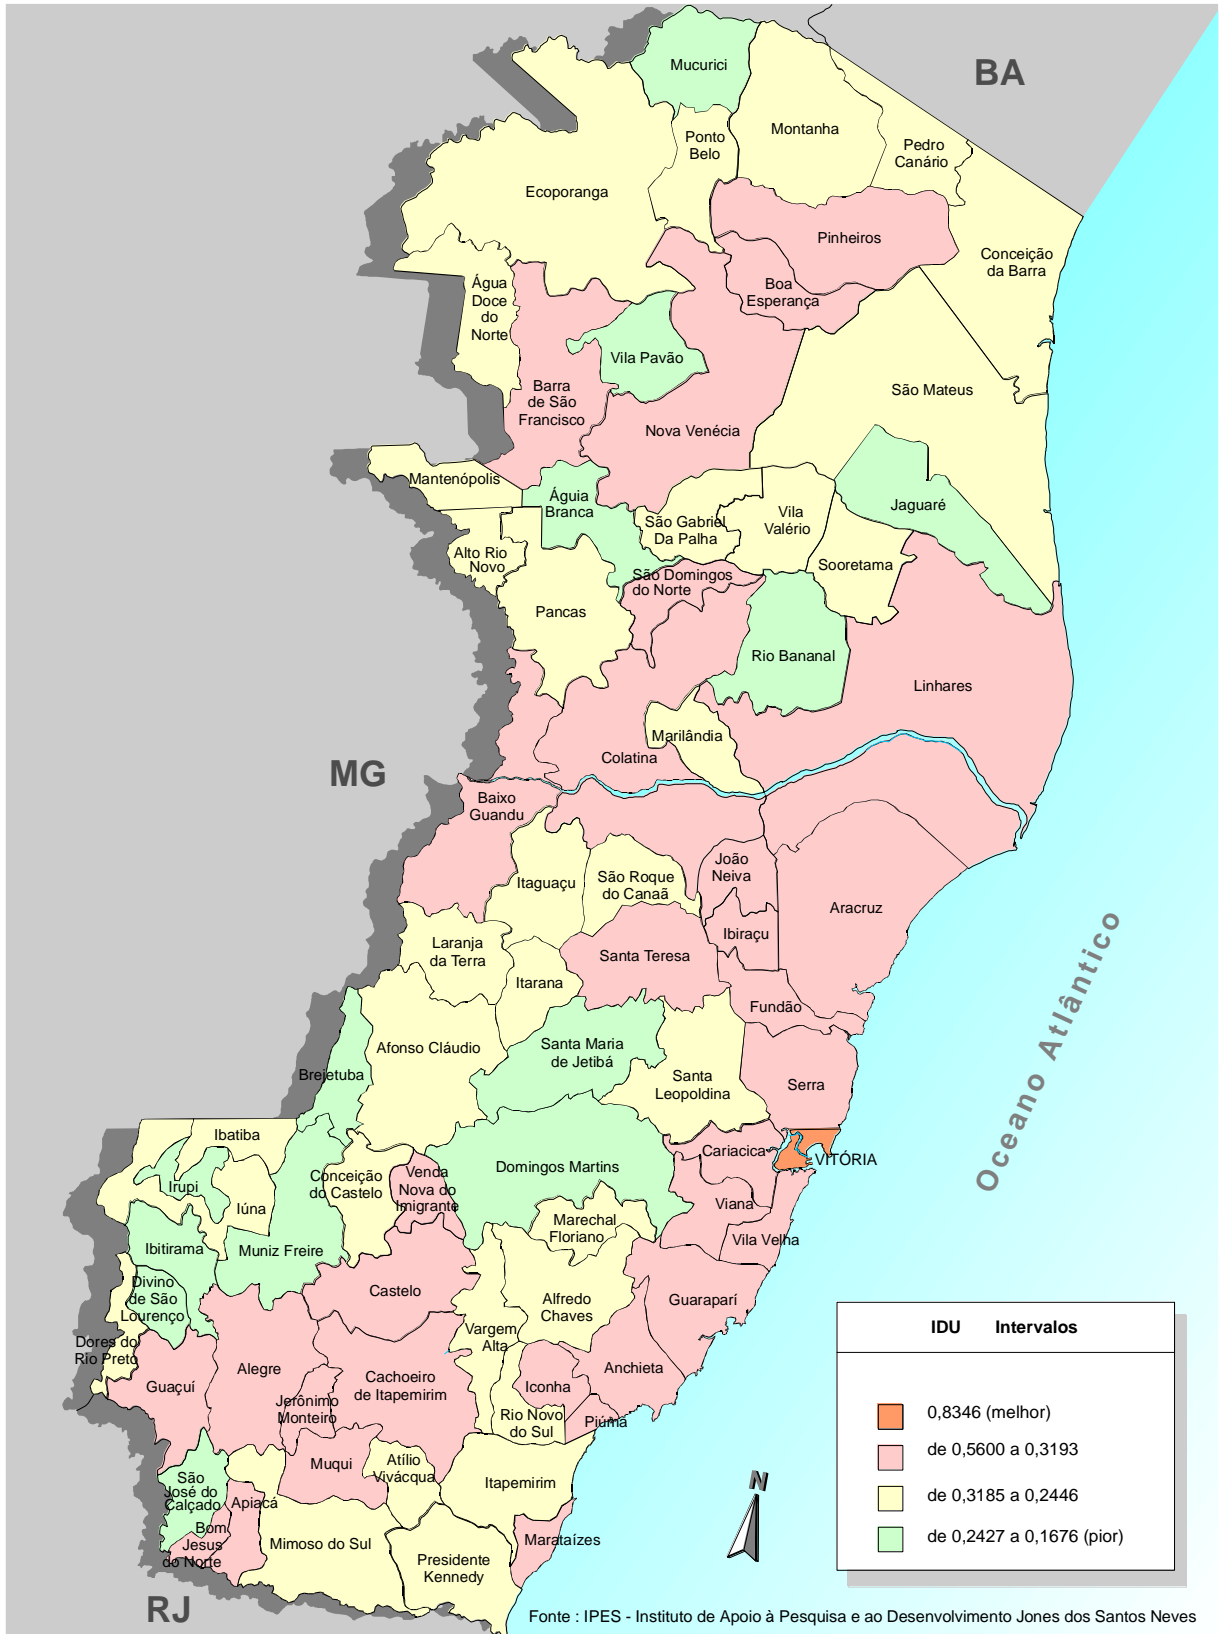 BA
Mucurici
Montanha
Ponto
Belo
Pedro
Canário
Ecoporanga
Pinheiros
Conceição
da Barra
Água
Doce
do
Norte
Boa
Esperança
Vila Pavão
Barra
de São
Francisco
São Mateus
Nova Venécia
Mantenópolis
Águia
Branca
Jaguaré
São Gabriel
Da Palha
Vila
Valério
Alto Rio
Novo
Sooretama
São Domingos
do Norte
Pancas
Rio Bananal
Linhares
Marilândia
Colatina
MG
Baixo
Guandu
João
Neiva
Itaguaçu
São Roque
do Canaã
Aracruz
Ibiraçu
Laranja
da Terra
Santa Teresa
Itarana
Fundão
Oceano Atlântico
Afonso Cláudio
Santa Maria
de Jetibá
Brejetuba
Santa
Leopoldina
Serra
Ibatiba
Cariacica
VITÓRIA
Conceição
do Castelo
Venda
Nova do
Imigrante
Domingos Martins
Irupi
Iúna
Viana
Marechal
Floriano
Vila Velha
Ibitirama
Muniz Freire
Divino
de São
Lourenço
Castelo
Alfredo
Chaves
Guaraparí
Vargem
Alta
Dores do
Rio Preto
Alegre
Anchieta
Guaçuí
Cachoeiro
de Itapemirim
Iconha
Jerônimo
Monteiro
Rio Novo
do Sul
Piúma
Muqui
Atílio
Vivácqua
Itapemirim
São
José do
Calçado
Apiacá
Bom
Jesus
do Norte
Mimoso do Sul
Marataízes
Presidente
Kennedy
RJ
N
IDU Intervalos
0,8346 (melhor)
de 0,5600 a 0,3193
de 0,3185 a 0,2446
de 0,2427 a 0,1676 (pior)
Fonte : IPES - Instituto de Apoio à Pesquisa e ao Desenvolvimento Jones dos Santos Neves